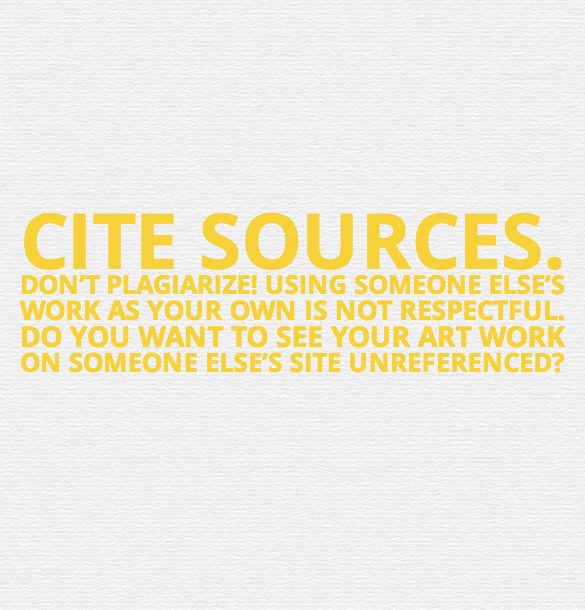 CITE SOURCES.
DON'T PLAGIARIZE! USING SOMEONE ELSE'S
WORK AS YOUR OWN IS NOT RESPECTFUL.
DO YOU WANT TO SEE YOUR ART WORK
ON SOMEONE ELSE'S SITE UNREFERENCED?